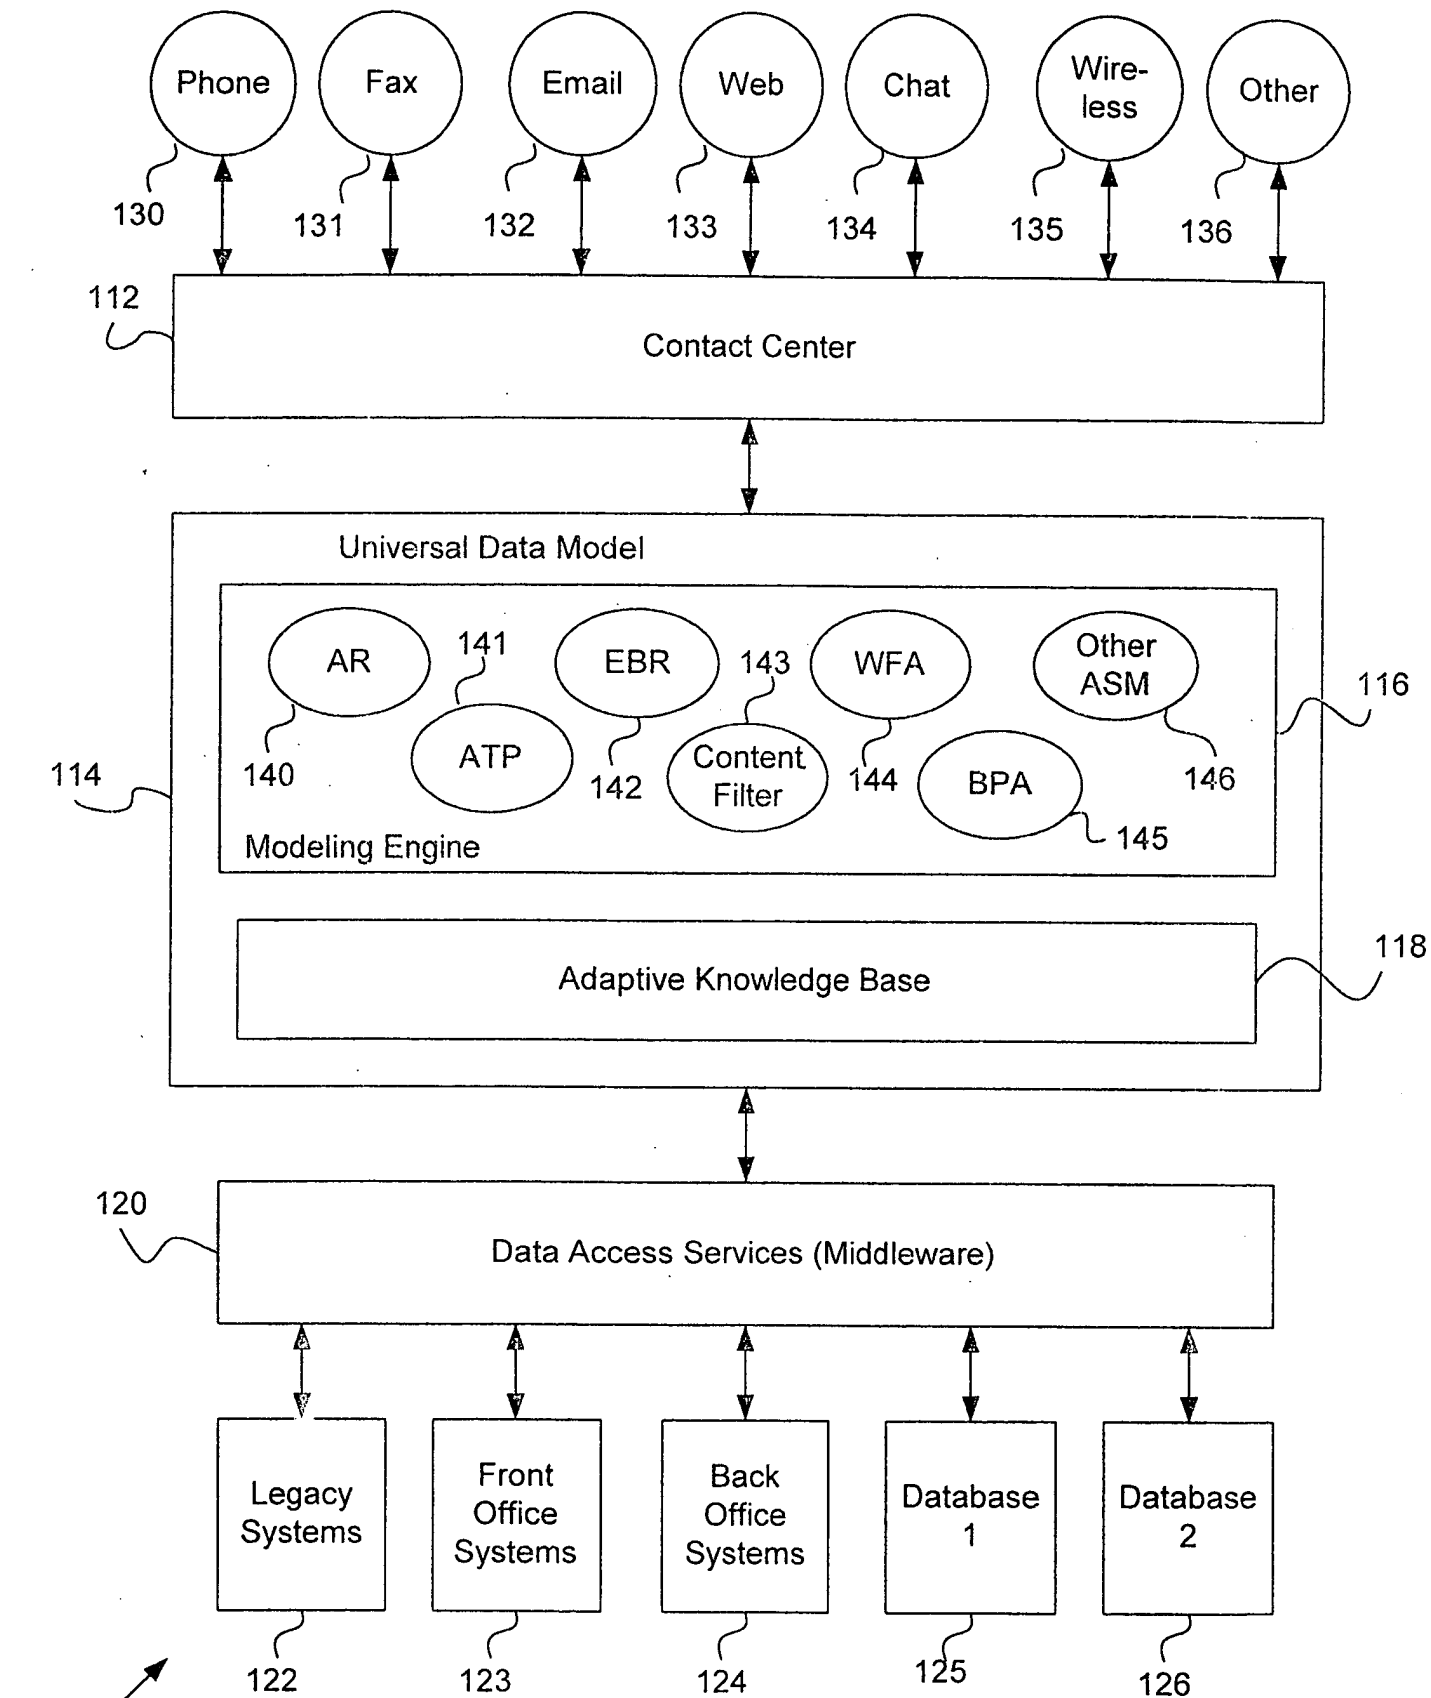 Phone
Fax
Email
Web
Chat
Wire-
less
Other
130
131
132
133
134
135
136
112
Contact Center
Universal Data Model
AR
141
EBR
143
WFA
Other
ASM
116
140
ATP
142
Content
Filter
144
BPA
146
114
145
Modeling Engine
118
Adaptive Knowledge Base
120
Data Access Services (Middleware)
Legacy
Systems
Front
Office
Systems
Back
Office
Systems
Database
1
Database
2
122
123
124
125
126